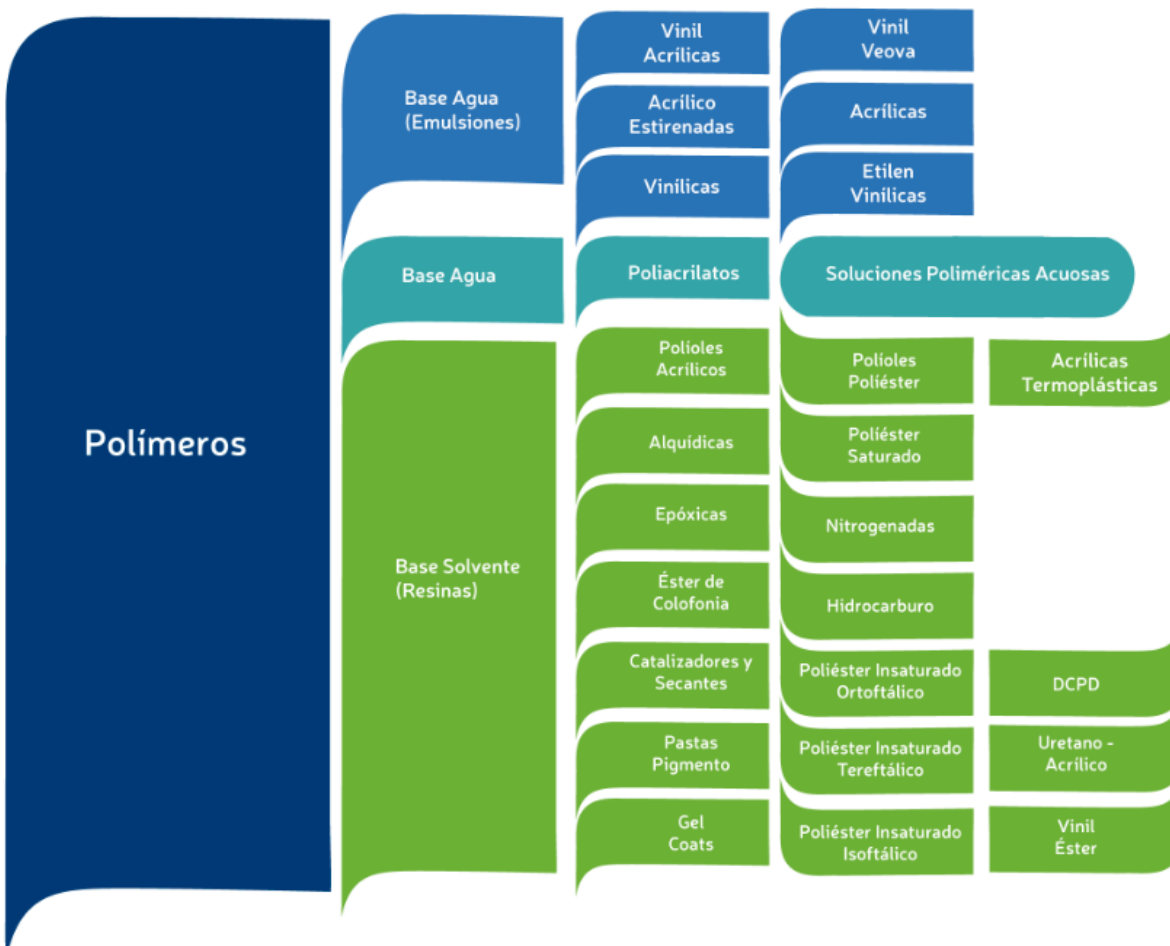 Polímeros
Base Agua
(Emulsiones)
Vinil
Acrílicas
Vinil
Veova
Acrílico
Estirenadas
Acrílicas
Vinílicas
Etilen
Vinílicas
Base Agua
Poliacrilatos
Soluciones Poliméricas Acuosas
Base Solvente
(Resinas)
Políoles
Acrílicos
Políoles
Poliéster
Acrílicas
Termoplásticas
Alquídicas
Poliéster
Saturado
Epóxicas
Nitrogenadas
Éster de
Colofonia
Hidrocarburo
Catalizadores y
Secantes
Poliéster Insaturado
Ortoftálico
DCPD
Pastas
Pigmento
Poliéster Insaturado
Tereftálico
Uretano -
Acrílico
Gel
Coats
Poliéster Insaturado
Isoftálico
Vinil
Éster